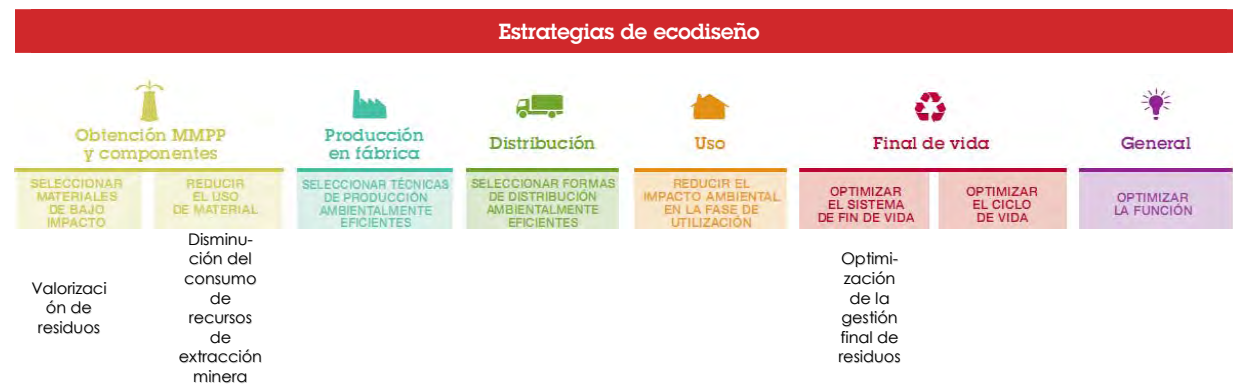 Estrategias de ecodiseño
Obtención MMPP
y componentes
Producción
en fábrica
Distribución
Uso
Final de vida
General
SELECCIONAR
MATERIALES
DE BAJO
IMPACTO
REDUCIR
EL USO
DE MATERIAL
SELECCIONAR TÉCNICAS
DE PRODUCCIÓN
AMBIENTALMENTE
EFICIENTES
SELECCIONAR FORMAS
DE DISTRIBUCIÓN
AMBIENTALMENTE
EFICIENTES
REDUCIR EL
IMPACTO AMBIENTAL
EN LA FASE DE
UTILIZACIÓN
OPTIMIZAR
EL SISTEMA
DE FIN DE VIDA
OPTIMIZAR
EL CICLO
DE VIDA
OPTIMIZAR
LA FUNCIÓN
Valorizaci
ón de
residuos
Disminu-
ción del
consumo
de
recursos
de
extracción
minera
Optimi-
zación
de la
gestión
final de
residuos